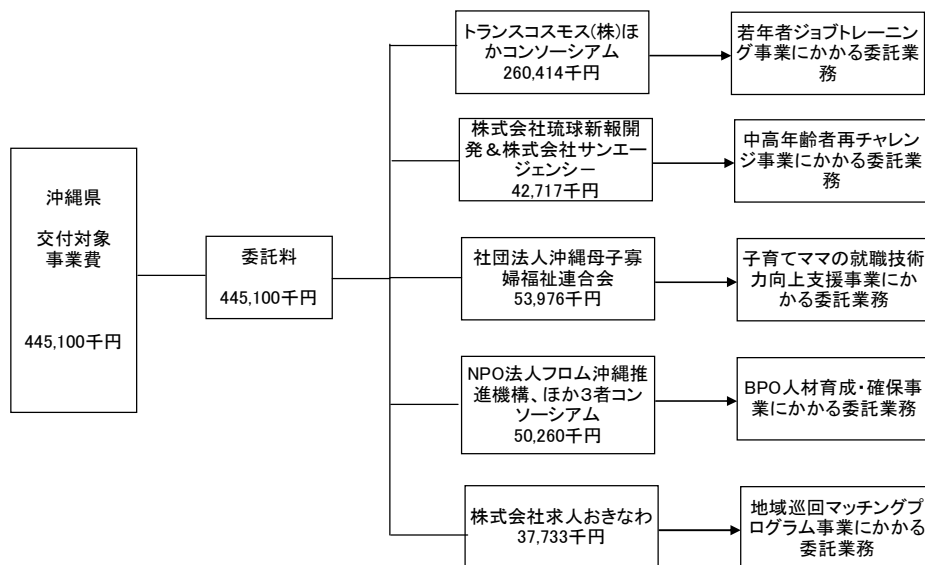 沖縄県
交付対象
事業費
445,100千円
委託料
445,100千円
トランスコスモス(株)ほ
かコンソーシアム
260,414千円
若年者ジョブトレーニン
グ事業にかかる委託業
務
株式会社琉球新報開
発＆株式会社サンエー
ジェンシー
42,717千円
中高年齢者再チャレン
ジ事業にかかる委託業
務
社団法人沖縄母子寡
婦福祉連合会
53,976千円
子育てママの就職技術
力向上支援事業にか
かる委託業務
NPO法人フロム沖縄推
進機構、ほか３者コン
ソーシアム
50,260千円
BPO人材育成・確保事
業にかかる委託業務
株式会社求人おきなわ
37,733千円
地域巡回マッチングプ
ログラム事業にかかる
委託業務